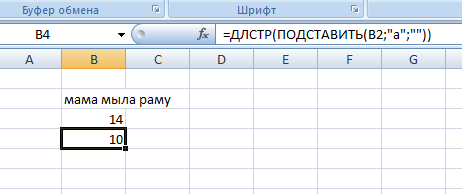 Буфер обмена Шрифт
B4 fx =ДЛСТР(ПОДСТАВИТЬ(B2;"а";""))
A B C D E F G
мама мыла раму
14
10